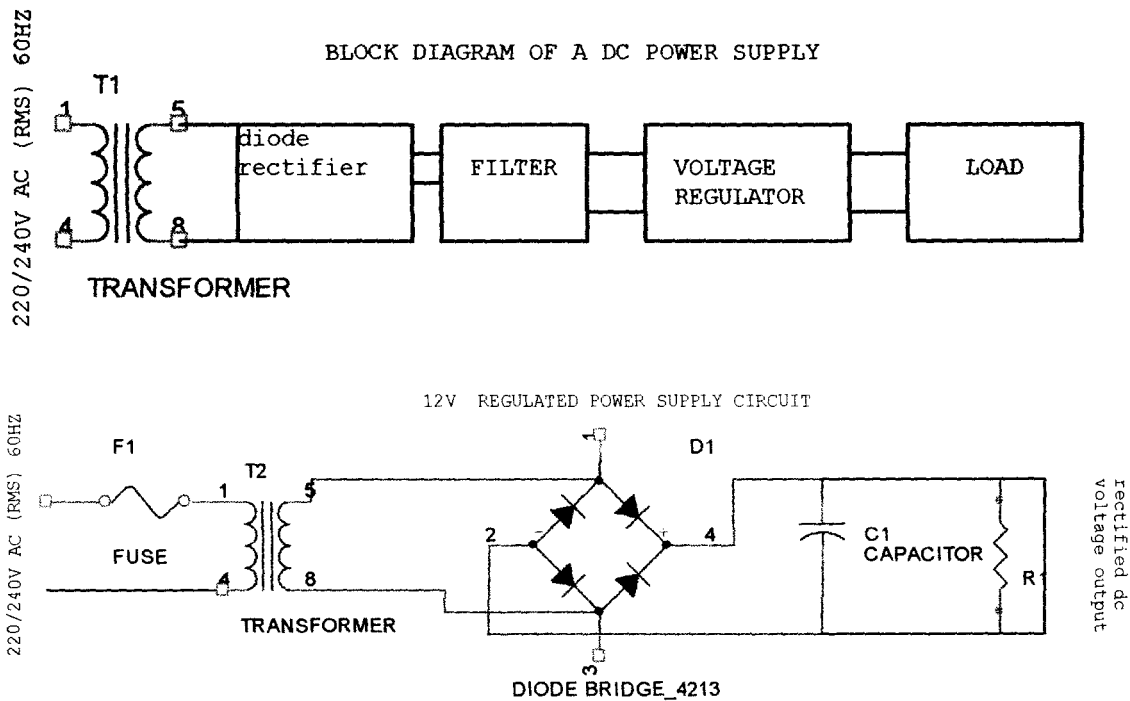 BLOCK DIAGRAM OF A DC POWER SUPPLY
220/240V AC (RMS) 60HZ
T1
1
5
4
8
diode
rectifier
FILTER
VOLTAGE
REGULATOR
LOAD
TRANSFORMER
12V REGULATED POWER SUPPLY CIRCUIT
220/240V AC (RMS) 60HZ
F1
FUSE
T2
1
5
4
8
TRANSFORMER
D1
1
2
-
+
4
3
DIODE BRIDGE_4213
C1
CAPACITOR
R
rectified dc
voltage output